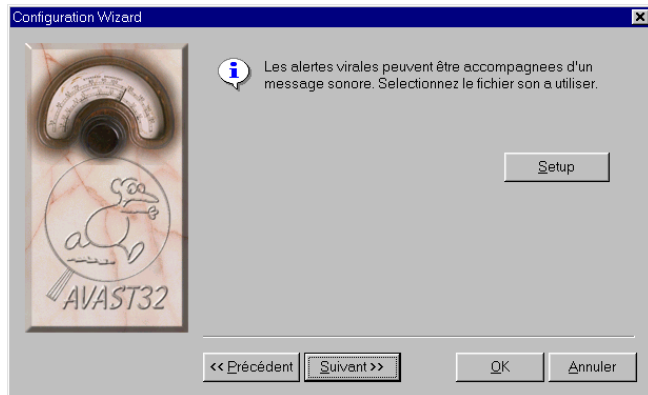 Configuration Wizard
Les alertes virales peuvent être accompagnees d'un
message sonore. Selectionnez le fichier son a utiliser.
Setup
AVAST32
<< Précédent
Suivant >>
OK
Annuler